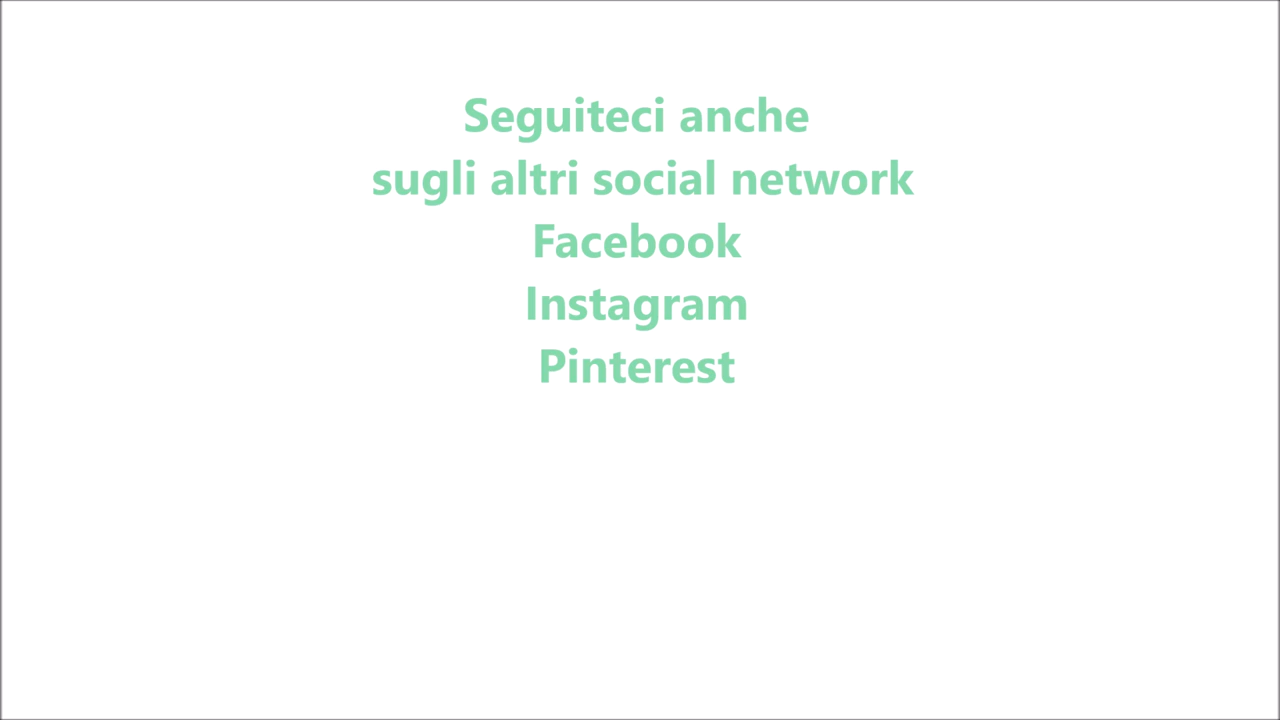 Seguiteci anche
sugli altri social network
Facebook
Instagram
Pinterest